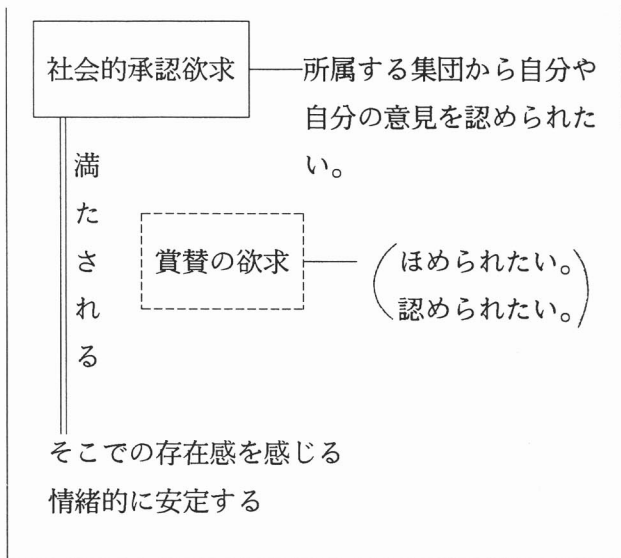 社会的承認欲求
所属する集団から自分や
自分の意見を認められた
い。
満たされる
賞賛の欲求
ほめられたい。
認められたい。
そこでの存在感を感じる
情緒的に安定する